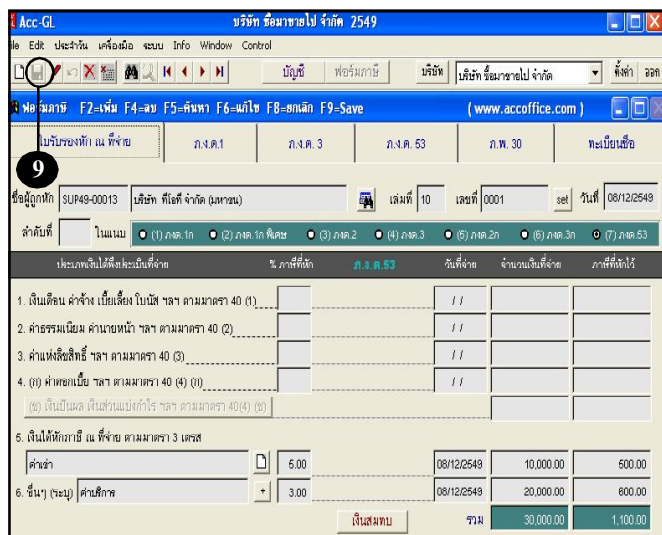 Acc-GL บริษัท ซื้อมาขายไป จำกัด 2549
ile Edit ประจำวัน เครื่องมือ ระบบ Info Window Control
บัญชี ฟอร์มภาษี บริษัท บริษัท ซื้อมาขายไป จำกัด ตั้งค่า ออก
ฟอร์มภาษี F2=เพิ่ม F4=ลบ F5=ค้นหา F6=แก้ไข F8=ยกเลิก F9=Save ( www.accoffice.com )
ใบรับรองหัก ณ ที่จ่าย ภ.ง.ด.1 ภ.ง.ด. 3 ภ.ง.ด. 53 ภ.พ. 30 ทะเบียนชื่อ
9
ชื่อผู้ถูกหัก SUP49-00013 บริษัท ทีโอที จำกัด (มหาชน) เล่มที่ 10 เลขที่ 0001 set วันที่ 08/12/2549
ลำดับที่ ในแบบ (1) ภงด.1ก (2) ภงด.1ก พิเศษ (3) ภงด.2 (4) ภงด.3 (5) ภงด.2ก (6) ภงด.3ก (7) ภงด.53
ประเภทเงินได้พึงประเมินที่จ่าย % ภาษีที่หัก ภ.ง.ด.53 วันที่จ่าย จำนวนเงินที่จ่าย ภาษีที่หักไว้
1. เงินเดือน ค่าจ้าง เบี้ยเลี้ยง โบนัส ฯลฯ ตามมาตรา 40 (1) / /
2. ค่าธรรมเนียม ค่านายหน้า ฯลฯ ตามมาตรา 40 (2) / /
3. ค่าแห่งลิขสิทธิ์ ฯลฯ ตามมาตรา 40 (3) / /
4. (ก) ค่าดอกเบี้ย ฯลฯ ตามมาตรา 40 (4) (ก) / /
(ข) เงินปันผล เงินส่วนแบ่งกำไร ฯลฯ ตามมาตรา 40(4) (ข)
5. เงินได้หักภาษี ณ ที่จ่าย ตามมาตรา 3 เตรส
ค่าเช่า 5.00 08/12/2549 10,000.00 500.00
6. อื่นๆ (ระบุ) ค่าบริการ + 3.00 08/12/2549 20,000.00 600.00
เงินสมทบ รวม 30,000.00 1,100.00